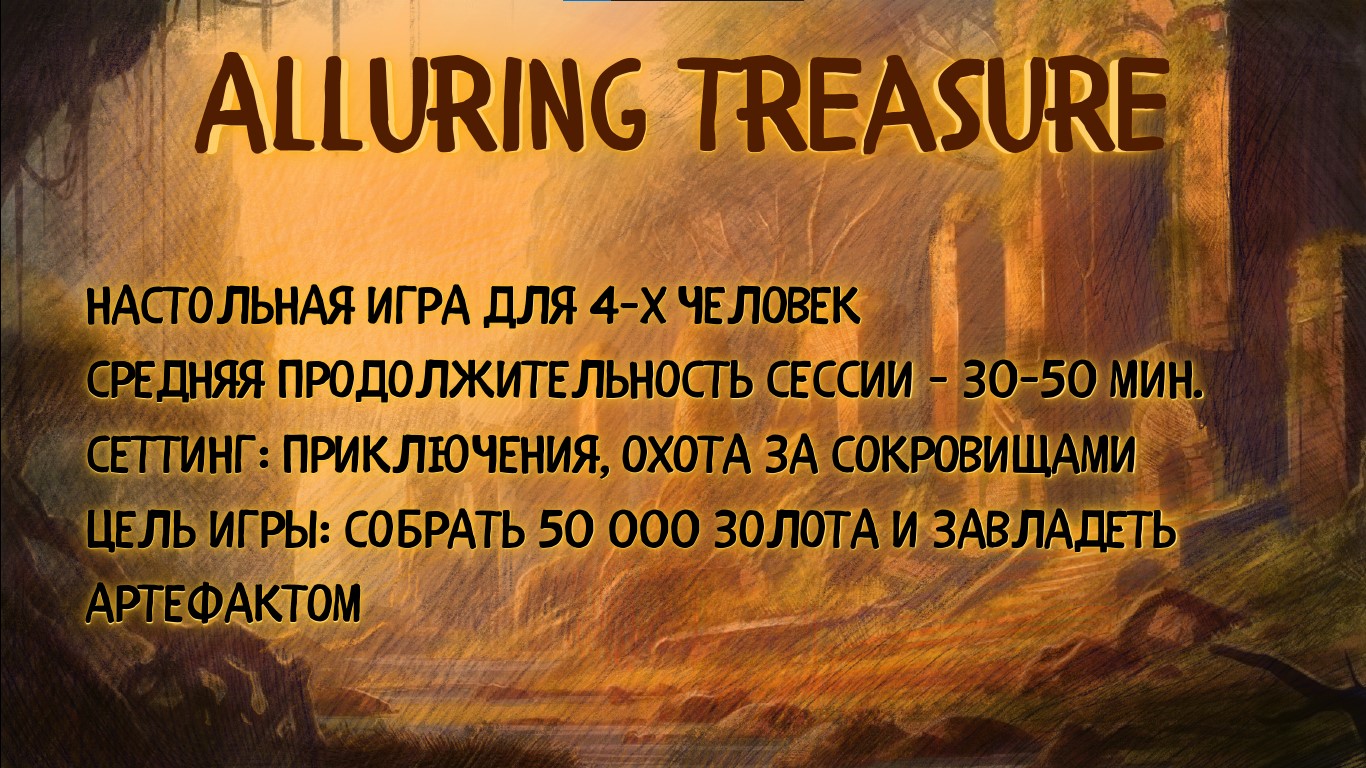 ALLURING TREASURE
НАСТОЛЬНАЯ ИГРА ДЛЯ 4-Х ЧЕЛОВЕК
СРЕДНЯЯ ПРОДОЛЖИТЕЛЬНОСТЬ СЕССИИ - 30-50 МИН.
СЕТТИНГ: ПРИКЛЮЧЕНИЯ, ОХОТА ЗА СОКРОВИЩАМИ
ЦЕЛЬ ИГРЫ: СОБРАТЬ 50 000 ЗОЛОТА И ЗАВЛАДЕТЬ
АРТЕФАКТОМ